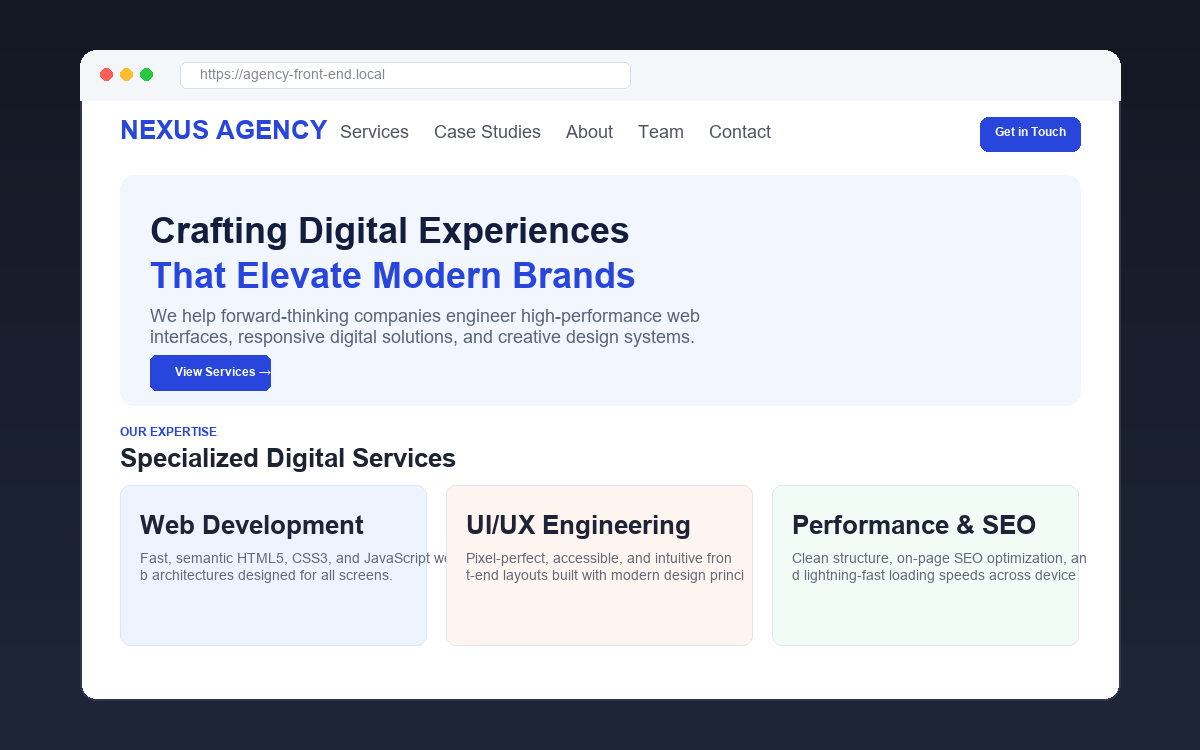 https://agency-front-end.local
NEXUS AGENCY Services Case Studies About Team Contact Get in Touch
Crafting Digital Experiences
That Elevate Modern Brands
We help forward-thinking companies engineer high-performance web
interfaces, responsive digital solutions, and creative design systems.
View Services →
OUR EXPERTISE
Specialized Digital Services
Web Development
Fast, semantic HTML5, CSS3, and JavaScript we
b architectures designed for all screens.
UI/UX Engineering
Pixel-perfect, accessible, and intuitive fron
t-end layouts built with modern design princi
Performance & SEO
Clean structure, on-page SEO optimization, an
d lightning-fast loading speeds across device